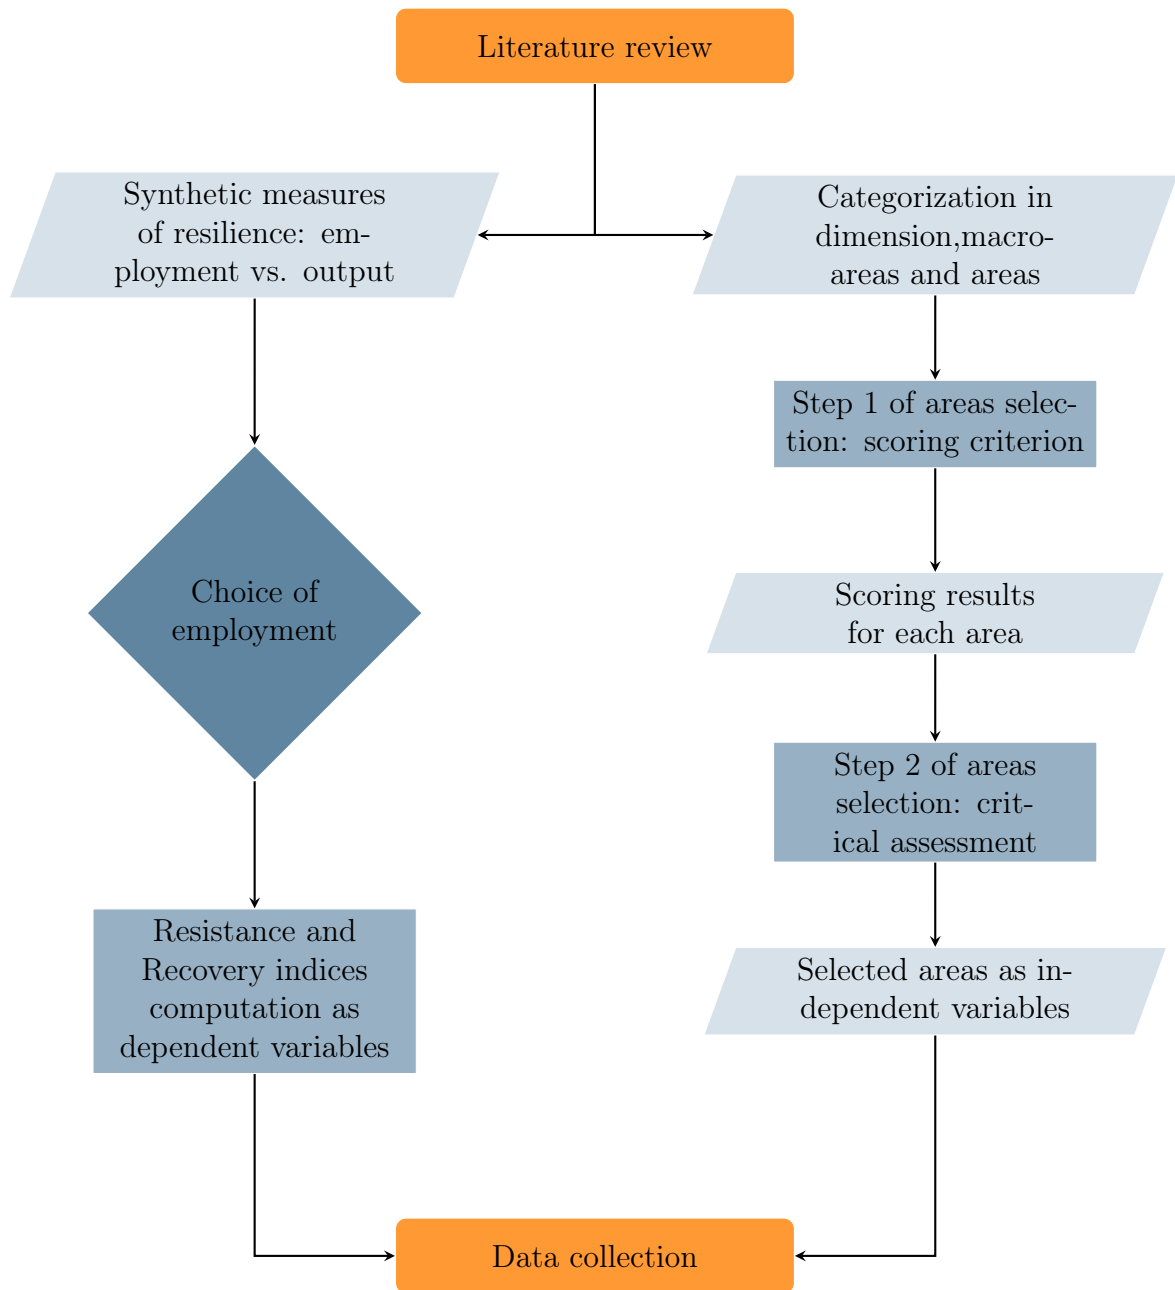 Literature review
Synthetic measures
of resilience: em-
ployment vs. output
Categorization in
dimension,macro-
areas and areas
Step 1 of areas selec-
tion: scoring criterion
Choice of
employment
Scoring results
for each area
Step 2 of areas
selection: crit-
ical assessment
Resistance and
Recovery indices
computation as
dependent variables
Selected areas as in-
dependent variables
Data collection